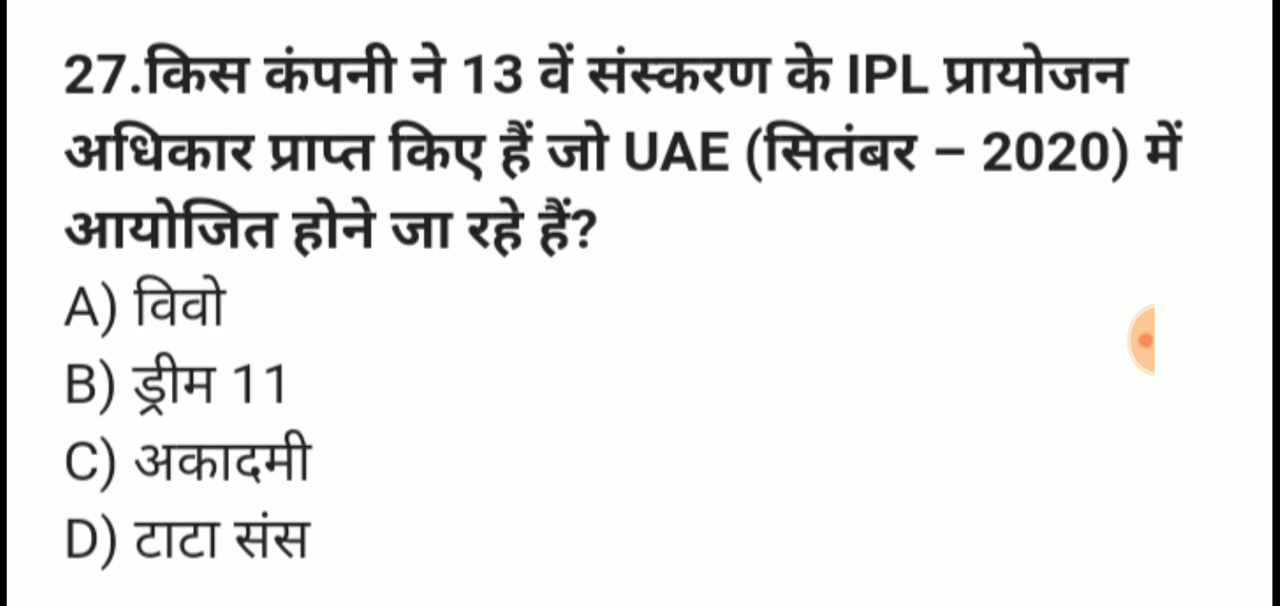 27.किस कंपनी ने 13 वें संस्करण के IPL प्रायोजन
अधिकार प्राप्त किए हैं जो UAE (सितंबर – 2020) में
आयोजित होने जा रहे हैं?
A) विवो
B) ड्रीम 11
C) अकादमी
D) टाटा संस